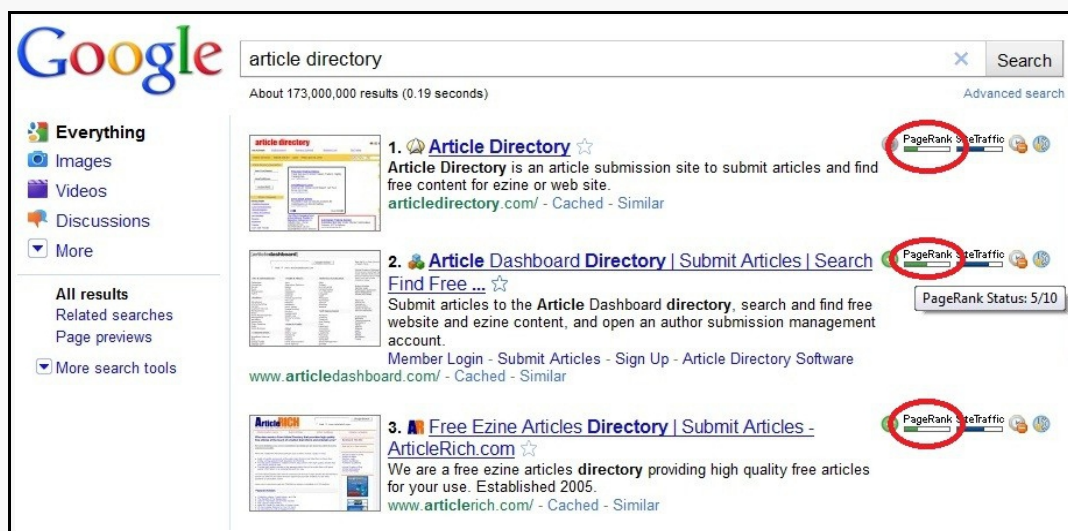 Google
article directory
Search
About 173,000,000 results (0.19 seconds)
Advanced search
Everything
Images
Videos
Discussions
More
All results
Related searches
Page previews
More search tools
article directory
1. Article Directory
PageRank SiteTraffic
Article Directory is an article submission site to submit articles and find
free content for ezine or web site.
articledirectory.com/ - Cached - Similar
2. Article Dashboard Directory | Submit Articles | Search
Find Free ...
PageRank SiteTraffic
PageRank Status: 5/10
Submit articles to the Article Dashboard directory, search and find free
website and ezine content, and open an author submission management
account.
Member Login - Submit Articles - Sign Up - Article Directory Software
www.articledashboard.com/ - Cached - Similar
ArticleRICH
3. Free Ezine Articles Directory | Submit Articles -
ArticleRich.com
PageRank SiteTraffic
We are a free ezine articles directory providing high quality free articles
for your use. Established 2005.
www.articlerich.com/ - Cached - Similar